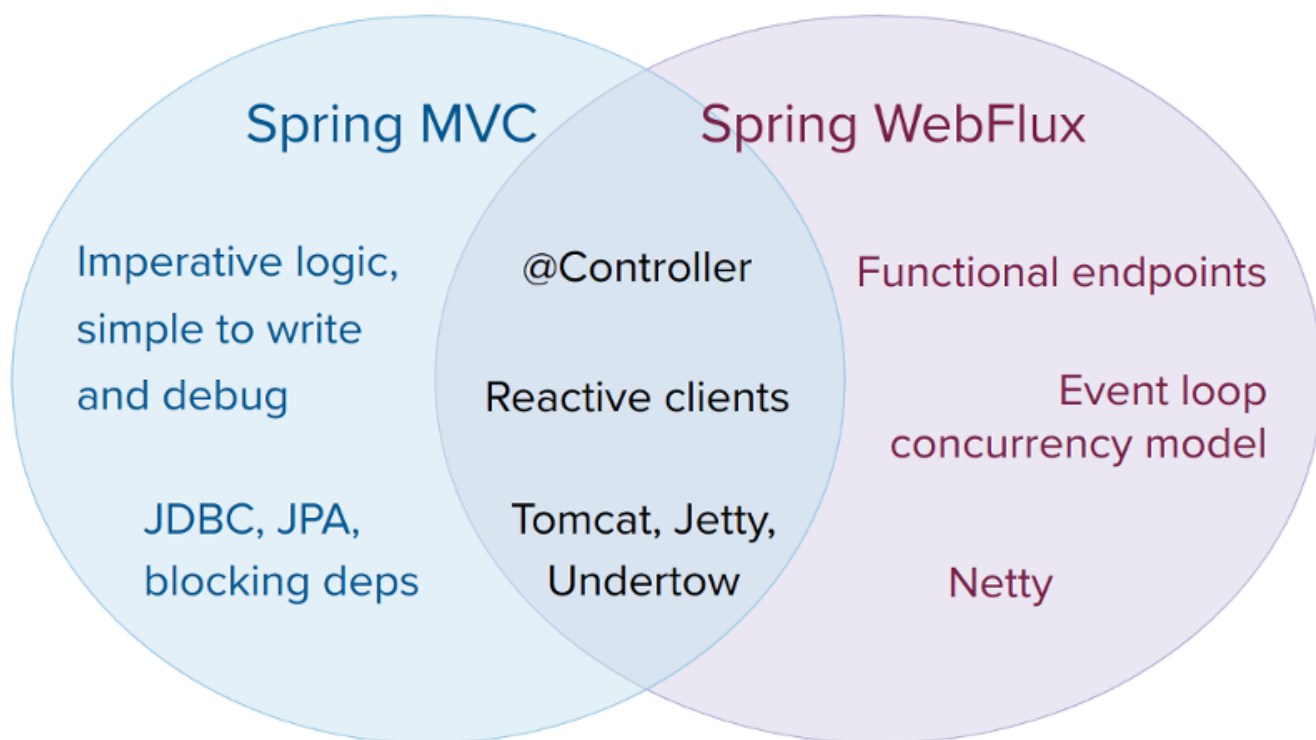 Spring MVC
Spring WebFlux
Imperative logic,
simple to write
and debug
JDBC, JPA,
blocking deps
@Controller
Reactive clients
Tomcat, Jetty,
Undertow
Functional endpoints
Event loop
concurrency model
Netty